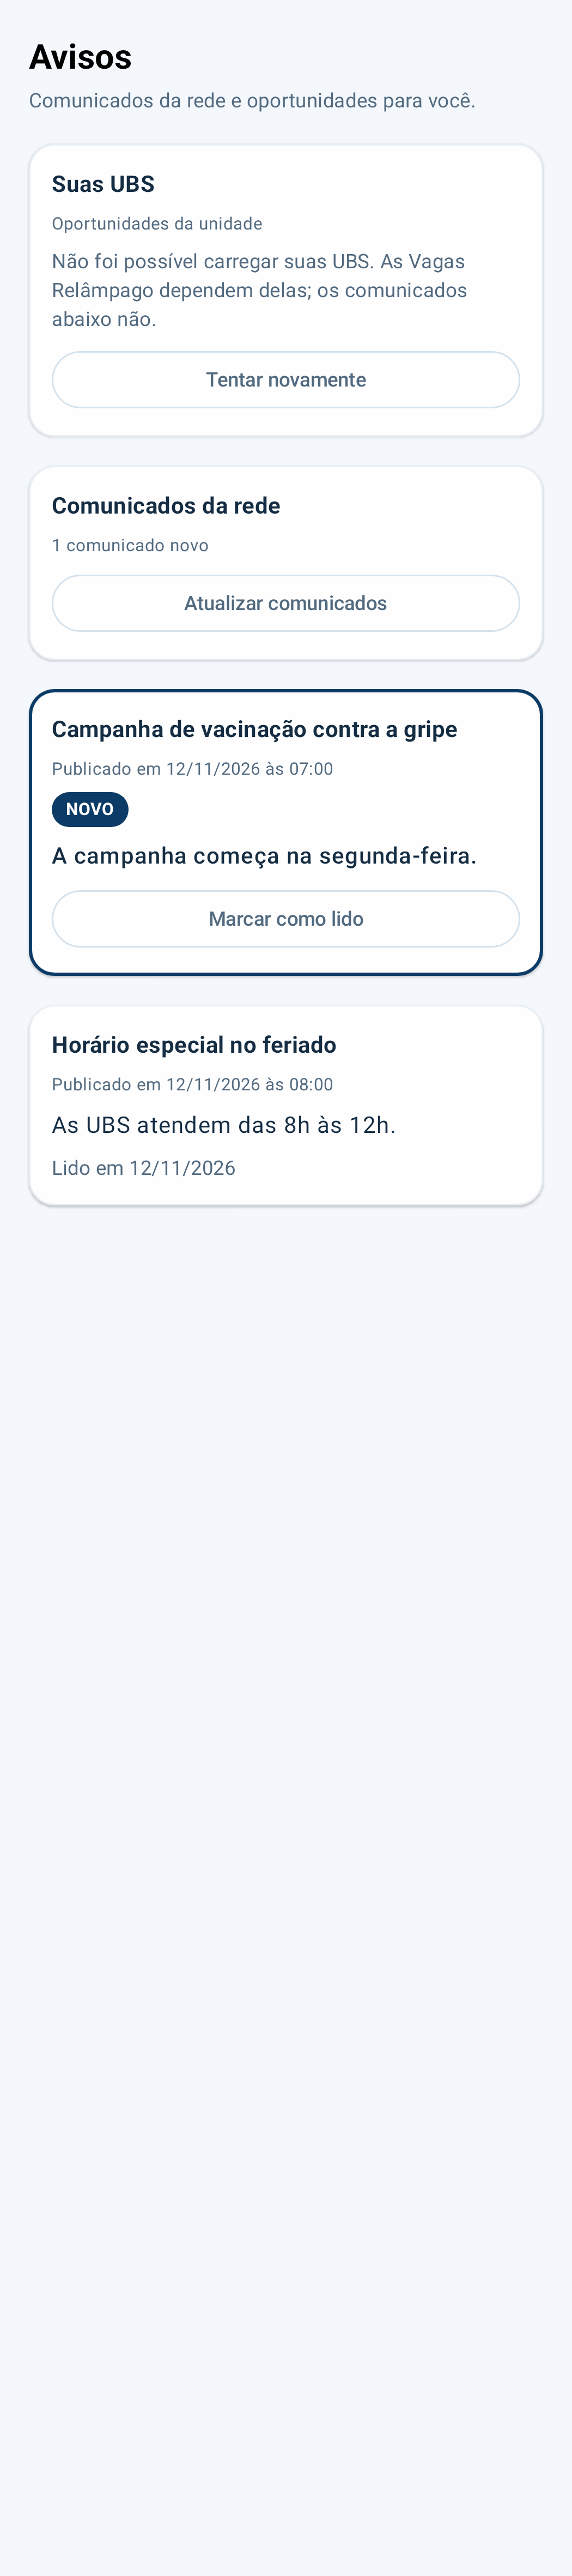 Avisos
Comunicados da rede e oportunidades para você.
Suas UBS
Oportunidades da unidade
Não foi possível carregar suas UBS. As Vagas
Relâmpago dependem delas; os comunicados
abaixo não.
Tentar novamente
Comunicados da rede
1 comunicado novo
Atualizar comunicados
Campanha de vacinação contra a gripe
Publicado em 12/11/2026 às 07:00
NOVO
A campanha começa na segunda-feira.
Marcar como lido
Horário especial no feriado
Publicado em 12/11/2026 às 08:00
As UBS atendem das 8h às 12h.
Lido em 12/11/2026